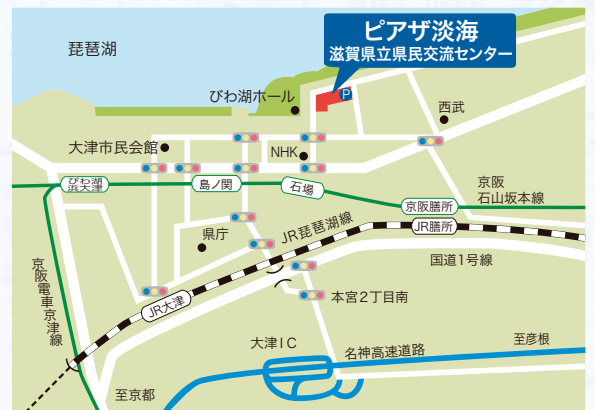 ピアザ淡海
滋賀県立県民交流センター
琵琶湖
P
びわ湖ホール
西武
大津市民会館
NHK
びわ湖
浜大津
島ノ関
石場
京阪
石山坂本線
京阪膳所
JR膳所
県庁
JR琵琶湖線
国道1号線
京阪電車京津線
JR大津
本宮2丁目南
大津IC
名神高速道路
至彦根
至京都